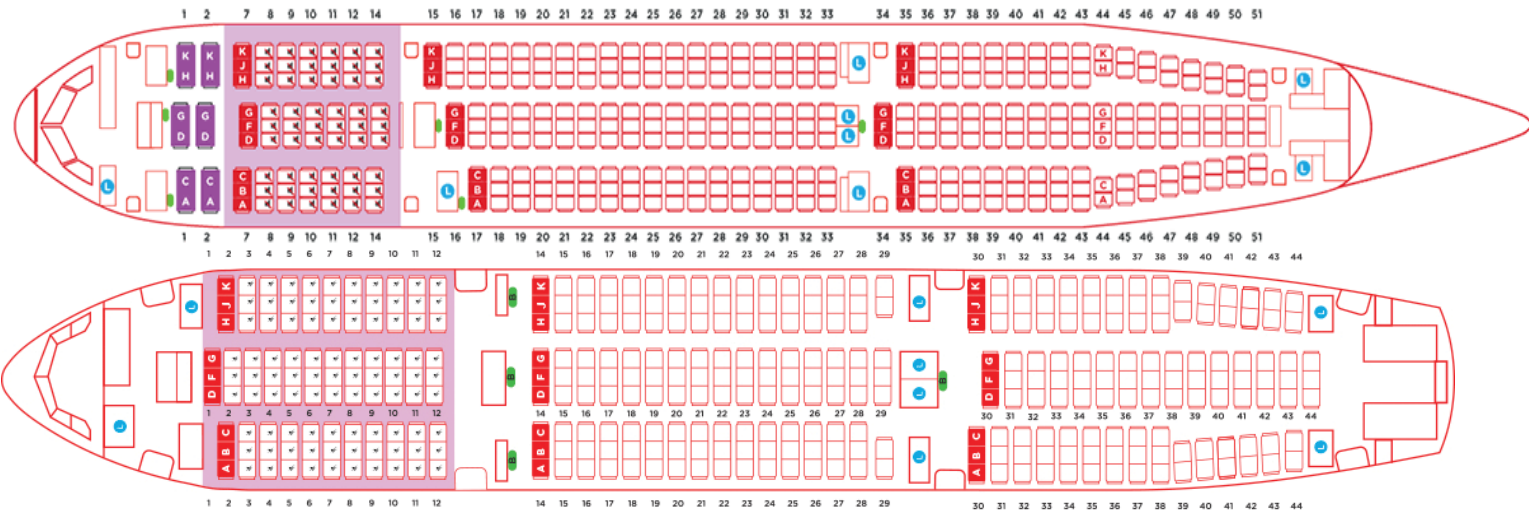 1 2 7 8 9 10 11 12 14 15 16 17 18 19 20 21 22 23 24 25 26 27 28 29 30 31 32 33 34 35 36 37 38 39 40 41 42 43 44 45 46 47 48 49 50 51
K K K K K K
J J L J
H H H H H H L
G G G G G G L
F F F F
D D D D D D L
C C C C C C L
L B L B L B
A A A A A A
1 2 7 8 9 10 11 12 14 15 16 17 18 19 20 21 22 23 24 25 26 27 28 29 30 31 32 33 34 35 36 37 38 39 40 41 42 43 44 45 46 47 48 49 50 51
1 2 3 4 5 6 7 8 9 10 11 12 14 15 16 17 18 19 20 21 22 23 24 25 26 27 28 29 30 31 32 33 34 35 36 37 38 39 40 41 42 43 44
K K K
L J B J L J L
H H H
G G L G
F B F B F
D D L D
1 2 3 4 5 6 7 8 9 10 11 12 14 15 16 17 18 19 20 21 22 23 24 25 26 27 28 29 30 31 32 33 34 35 36 37 38 39 40 41 42 43 44
L C C C L
B B B L B
A A A
1 2 3 4 5 6 7 8 9 10 11 12 14 15 16 17 18 19 20 21 22 23 24 25 26 27 28 29 30 31 32 33 34 35 36 37 38 39 40 41 42 43 44